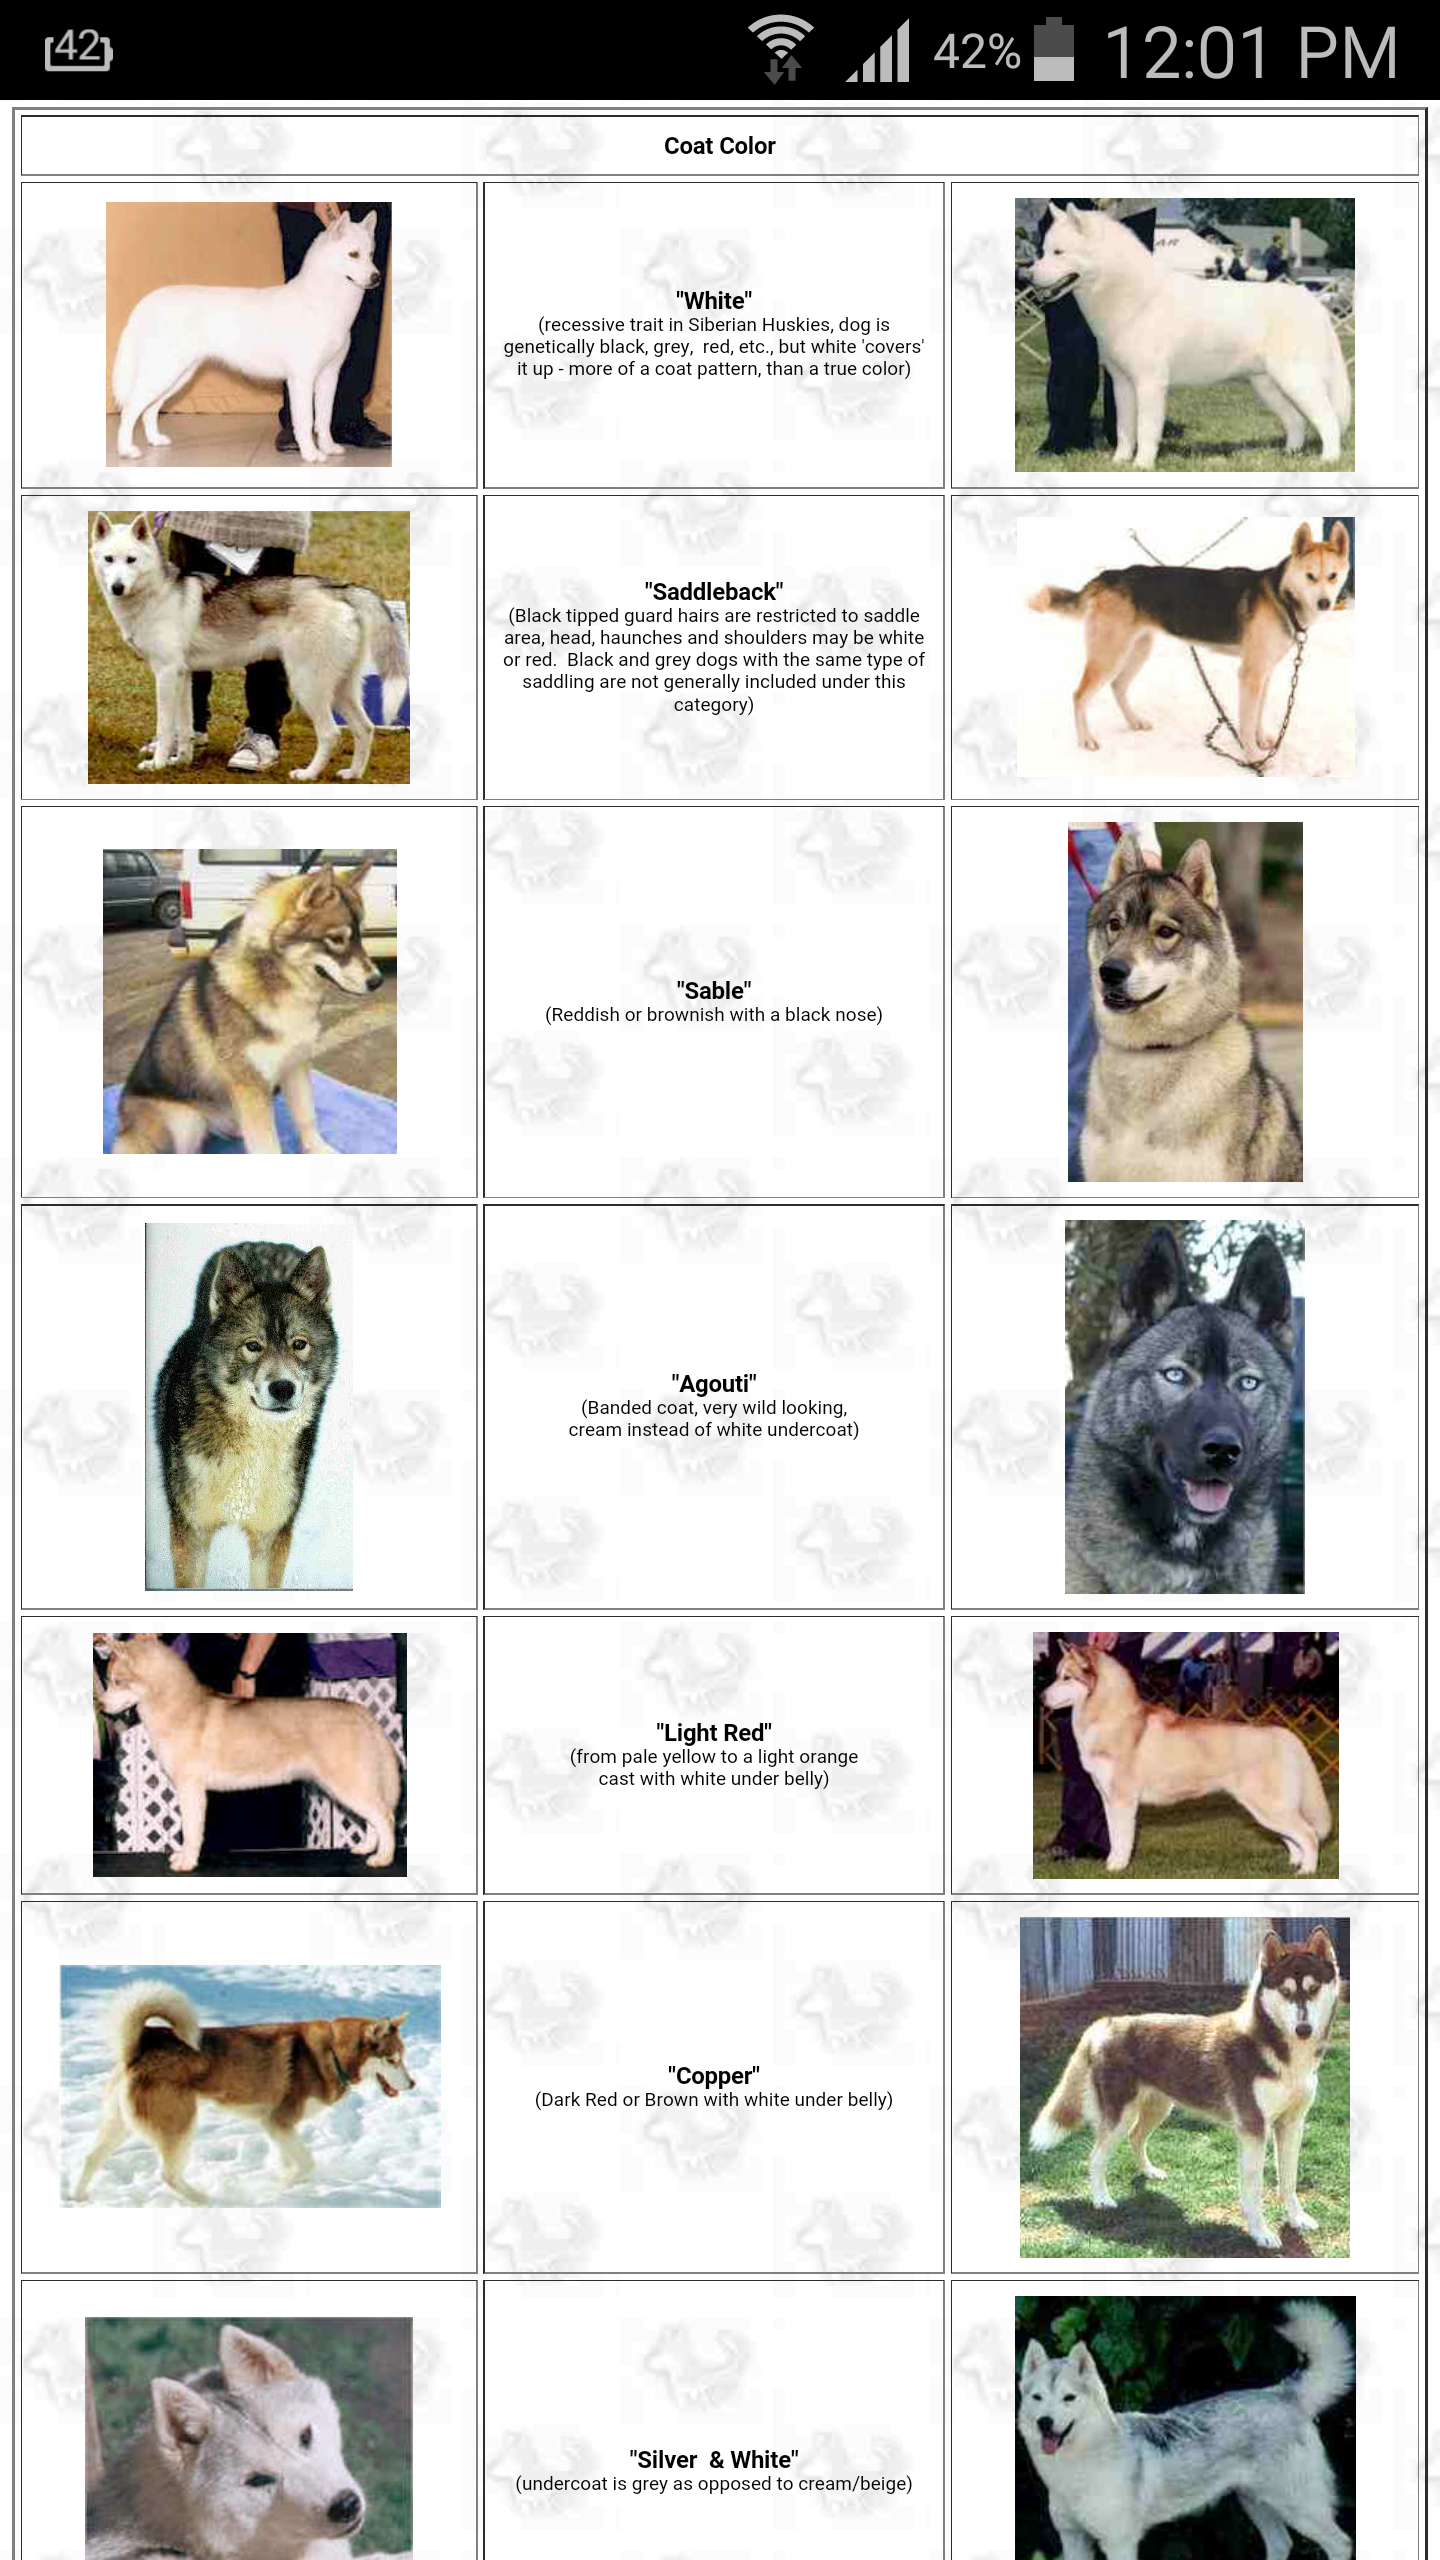 42
42% 12:01 PM
Coat Color
"White"
(recessive trait in Siberian Huskies, dog is
genetically black, grey,  red, etc., but white 'covers'
it up - more of a coat pattern, than a true color)
"Saddleback"
(Black tipped guard hairs are restricted to saddle
area, head, haunches and shoulders may be white
or red.  Black and grey dogs with the same type of
saddling are not generally included under this
category)
"Sable"
(Reddish or brownish with a black nose)
"Agouti"
(Banded coat, very wild looking,
cream instead of white undercoat)
"Light Red"
(from pale yellow to a light orange
cast with white under belly)
"Copper"
(Dark Red or Brown with white under belly)
"Silver  & White"
(undercoat is grey as opposed to cream/beige)